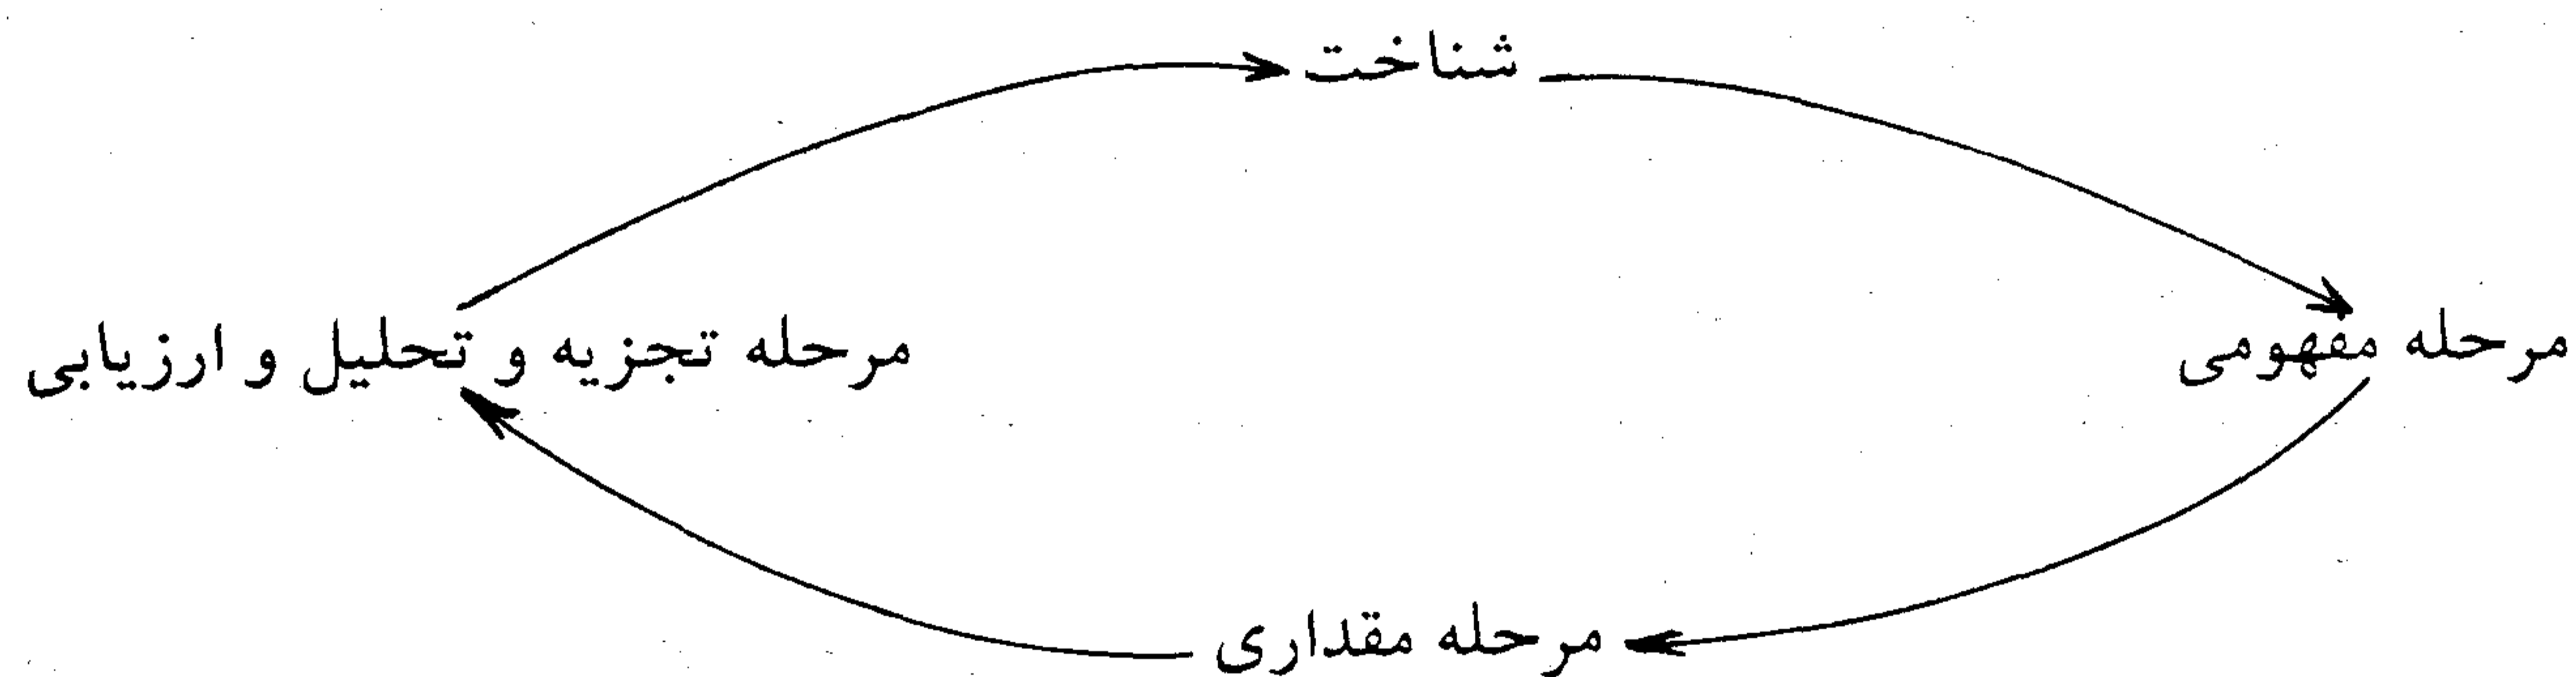 شناخت
مرحله مفهومی
مرحله تجزیه و تحلیل و ارزیابی
مرحله مقداری